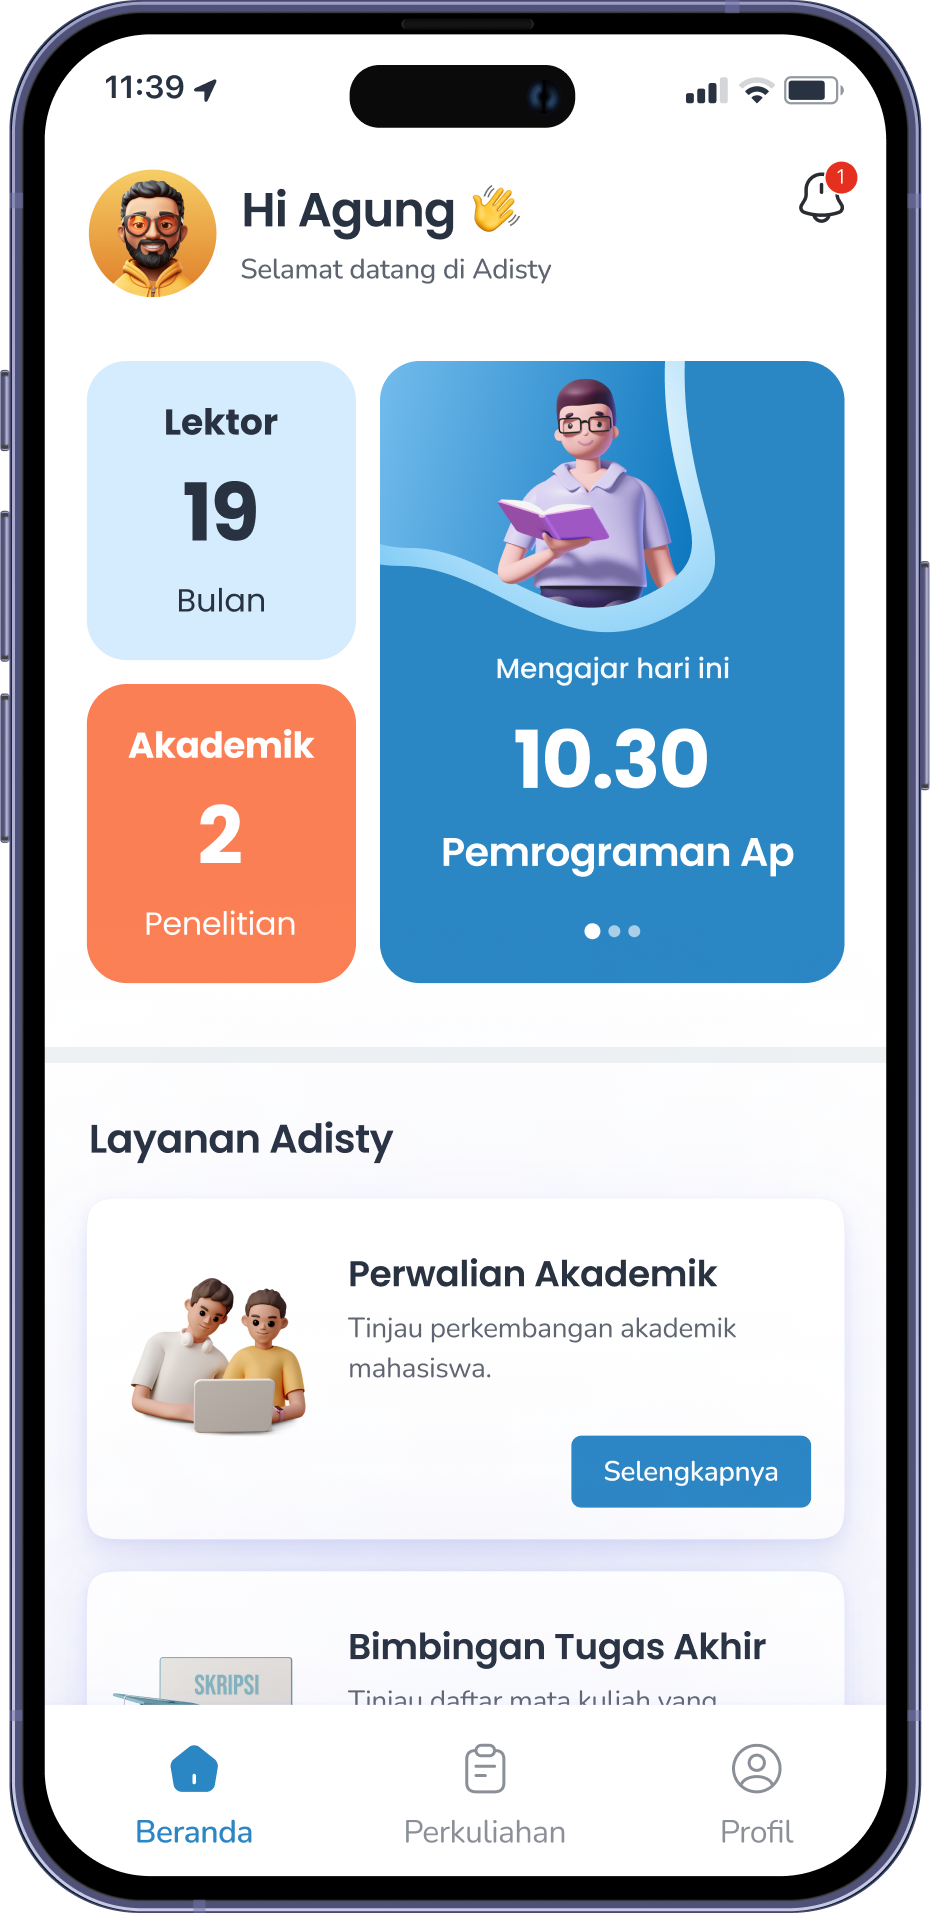 11:39
Hi Agung 👋
1
Selamat datang di Adisty
Lektor
19
Bulan
Akademik
2
Penelitian
Mengajar hari ini
10.30
Pemrograman Ap
Layanan Adisty
Perwalian Akademik
Tinjau perkembangan akademik
mahasiswa.
Selengkapnya
SKRIPSI
Bimbingan Tugas Akhir
Tinjau daftar mata kuliah yang
Beranda
Perkuliahan
Profil